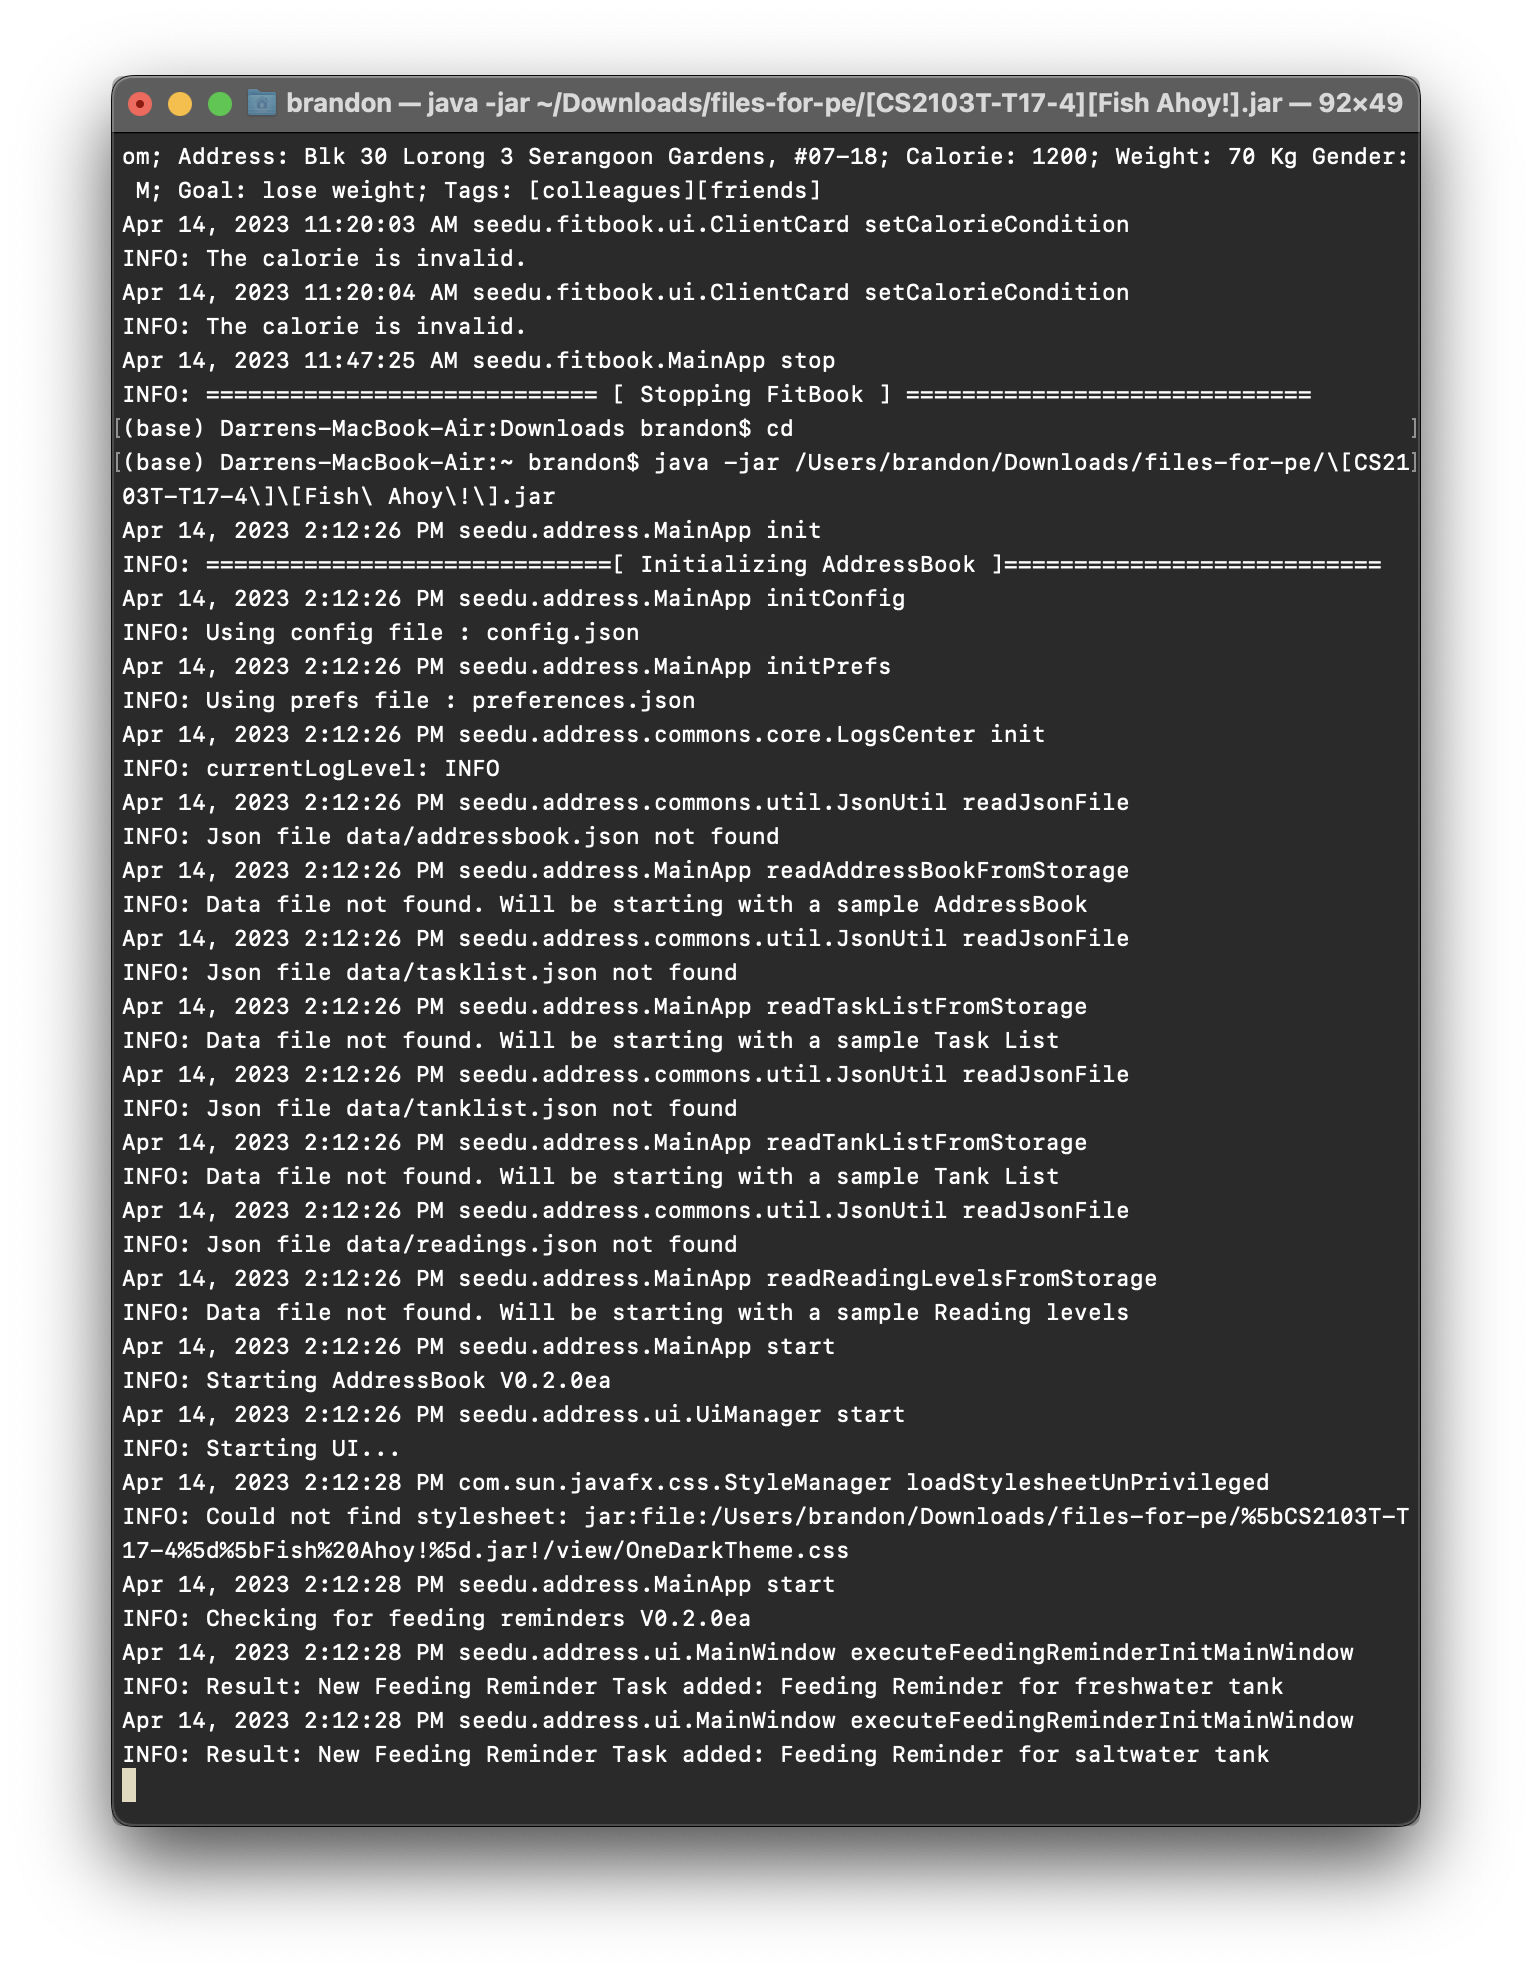 brandon — java -jar ~/Downloads/files-for-pe/[CS2103T-T17-4][Fish Ahoy!].jar — 92×49
om; Address: Blk 30 Lorong 3 Serangoon Gardens, #07-18; Calorie: 1200; Weight: 70 Kg Gender:
 M; Goal: lose weight; Tags: [colleagues][friends]
Apr 14, 2023 11:20:03 AM seedu.fitbook.ui.ClientCard setCalorieCondition
INFO: The calorie is invalid.
Apr 14, 2023 11:20:04 AM seedu.fitbook.ui.ClientCard setCalorieCondition
INFO: The calorie is invalid.
Apr 14, 2023 11:47:25 AM seedu.fitbook.MainApp stop
INFO: ============================ [ Stopping FitBook ] =============================
[(base) Darrens-MacBook-Air:Downloads brandon$ cd ]
[(base) Darrens-MacBook-Air:~ brandon$ java -jar /Users/brandon/Downloads/files-for-pe/\[CS21]
03T-T17-4\]\[Fish\ Ahoy\!\].jar
Apr 14, 2023 2:12:26 PM seedu.address.MainApp init
INFO: =============================[ Initializing AddressBook ]===========================
Apr 14, 2023 2:12:26 PM seedu.address.MainApp initConfig
INFO: Using config file : config.json
Apr 14, 2023 2:12:26 PM seedu.address.MainApp initPrefs
INFO: Using prefs file : preferences.json
Apr 14, 2023 2:12:26 PM seedu.address.commons.core.LogsCenter init
INFO: currentLogLevel: INFO
Apr 14, 2023 2:12:26 PM seedu.address.commons.util.JsonUtil readJsonFile
INFO: Json file data/addressbook.json not found
Apr 14, 2023 2:12:26 PM seedu.address.MainApp readAddressBookFromStorage
INFO: Data file not found. Will be starting with a sample AddressBook
Apr 14, 2023 2:12:26 PM seedu.address.commons.util.JsonUtil readJsonFile
INFO: Json file data/tasklist.json not found
Apr 14, 2023 2:12:26 PM seedu.address.MainApp readTaskListFromStorage
INFO: Data file not found. Will be starting with a sample Task List
Apr 14, 2023 2:12:26 PM seedu.address.commons.util.JsonUtil readJsonFile
INFO: Json file data/tanklist.json not found
Apr 14, 2023 2:12:26 PM seedu.address.MainApp readTankListFromStorage
INFO: Data file not found. Will be starting with a sample Tank List
Apr 14, 2023 2:12:26 PM seedu.address.commons.util.JsonUtil readJsonFile
INFO: Json file data/readings.json not found
Apr 14, 2023 2:12:26 PM seedu.address.MainApp readReadingLevelsFromStorage
INFO: Data file not found. Will be starting with a sample Reading levels
Apr 14, 2023 2:12:26 PM seedu.address.MainApp start
INFO: Starting AddressBook V0.2.0ea
Apr 14, 2023 2:12:26 PM seedu.address.ui.UiManager start
INFO: Starting UI...
Apr 14, 2023 2:12:28 PM com.sun.javafx.css.StyleManager loadStylesheetUnPrivileged
INFO: Could not find stylesheet: jar:file:/Users/brandon/Downloads/files-for-pe/%5bCS2103T-T
17-4%5d%5bFish%20Ahoy!%5d.jar!/view/OneDarkTheme.css
Apr 14, 2023 2:12:28 PM seedu.address.MainApp start
INFO: Checking for feeding reminders V0.2.0ea
Apr 14, 2023 2:12:28 PM seedu.address.ui.MainWindow executeFeedingReminderInitMainWindow
INFO: Result: New Feeding Reminder Task added: Feeding Reminder for freshwater tank
Apr 14, 2023 2:12:28 PM seedu.address.ui.MainWindow executeFeedingReminderInitMainWindow
INFO: Result: New Feeding Reminder Task added: Feeding Reminder for saltwater tank